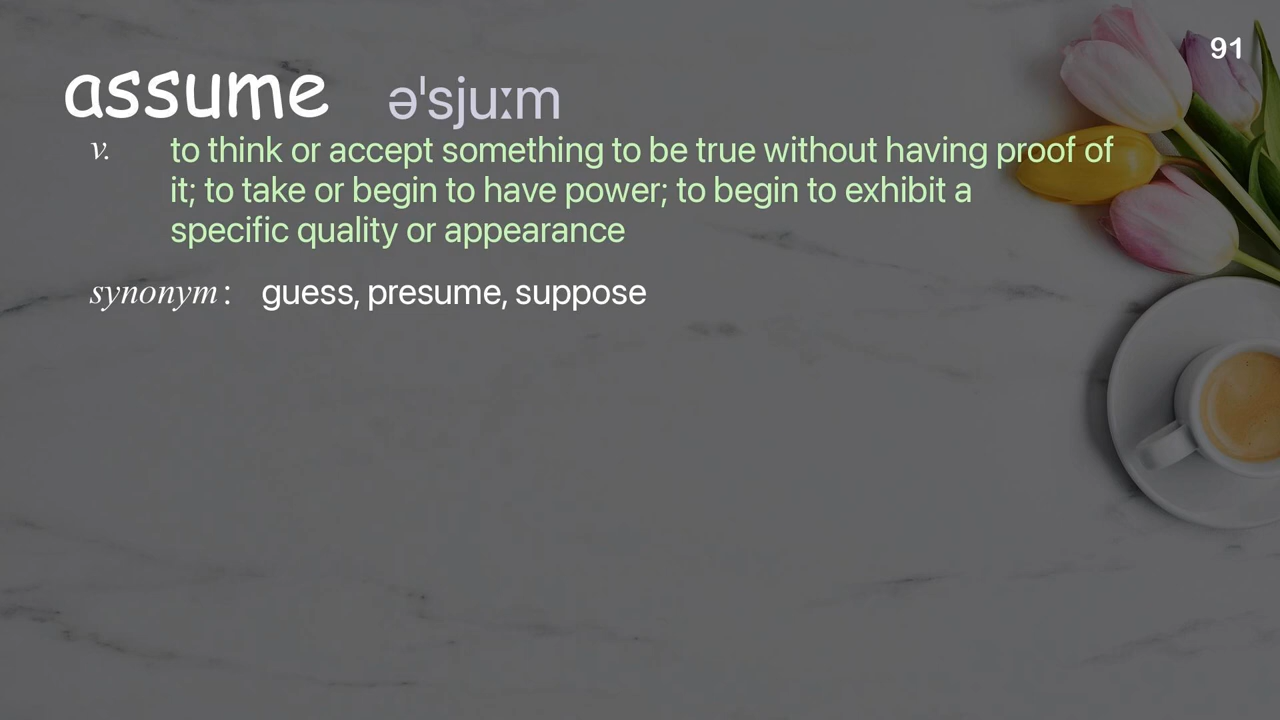 91
assume əˈsjuːm
v. to think or accept something to be true without having proof of
it; to take or begin to have power; to begin to exhibit a
specific quality or appearance
synonym : guess, presume, suppose